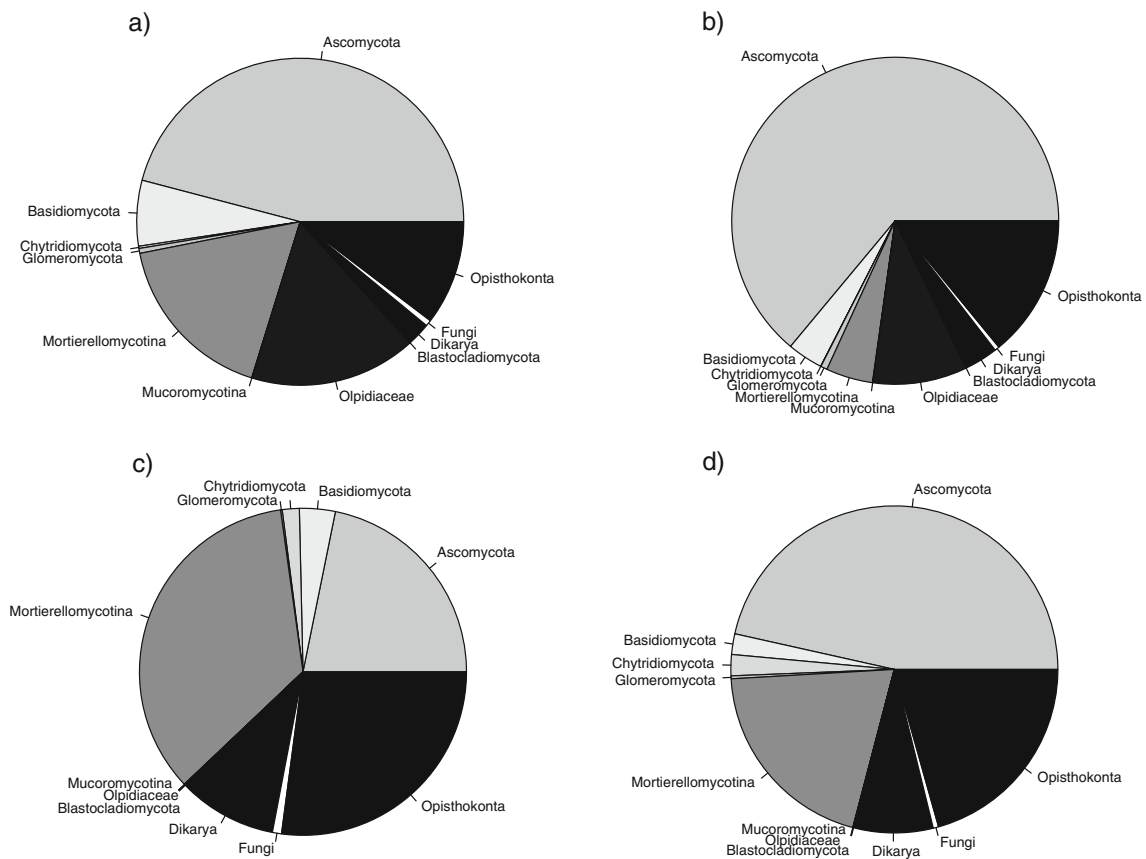 a)
Ascomycota
Basidiomycota
Chytridiomycota
Glomeromycota
Mortierellomycotina
Mucoromycotina
Olpidiaceae
Blastocladiomycota
Dikarya
Fungi
Opisthokonta
b)
Ascomycota
Basidiomycota
Chytridiomycota
Glomeromycota
Mortierellomycotina
Mucoromycotina
Olpidiaceae
Blastocladiomycota
Dikarya
Fungi
Opisthokonta
c)
Chytridiomycota
Glomeromycota
Basidiomycota
Ascomycota
Mortierellomycotina
Mucoromycotina
Olpidiaceae
Blastocladiomycota
Dikarya
Fungi
Opisthokonta
d)
Ascomycota
Basidiomycota
Chytridiomycota
Glomeromycota
Mortierellomycotina
Mucoromycotina
Olpidiaceae
Blastocladiomycota
Dikarya
Fungi
Opisthokonta